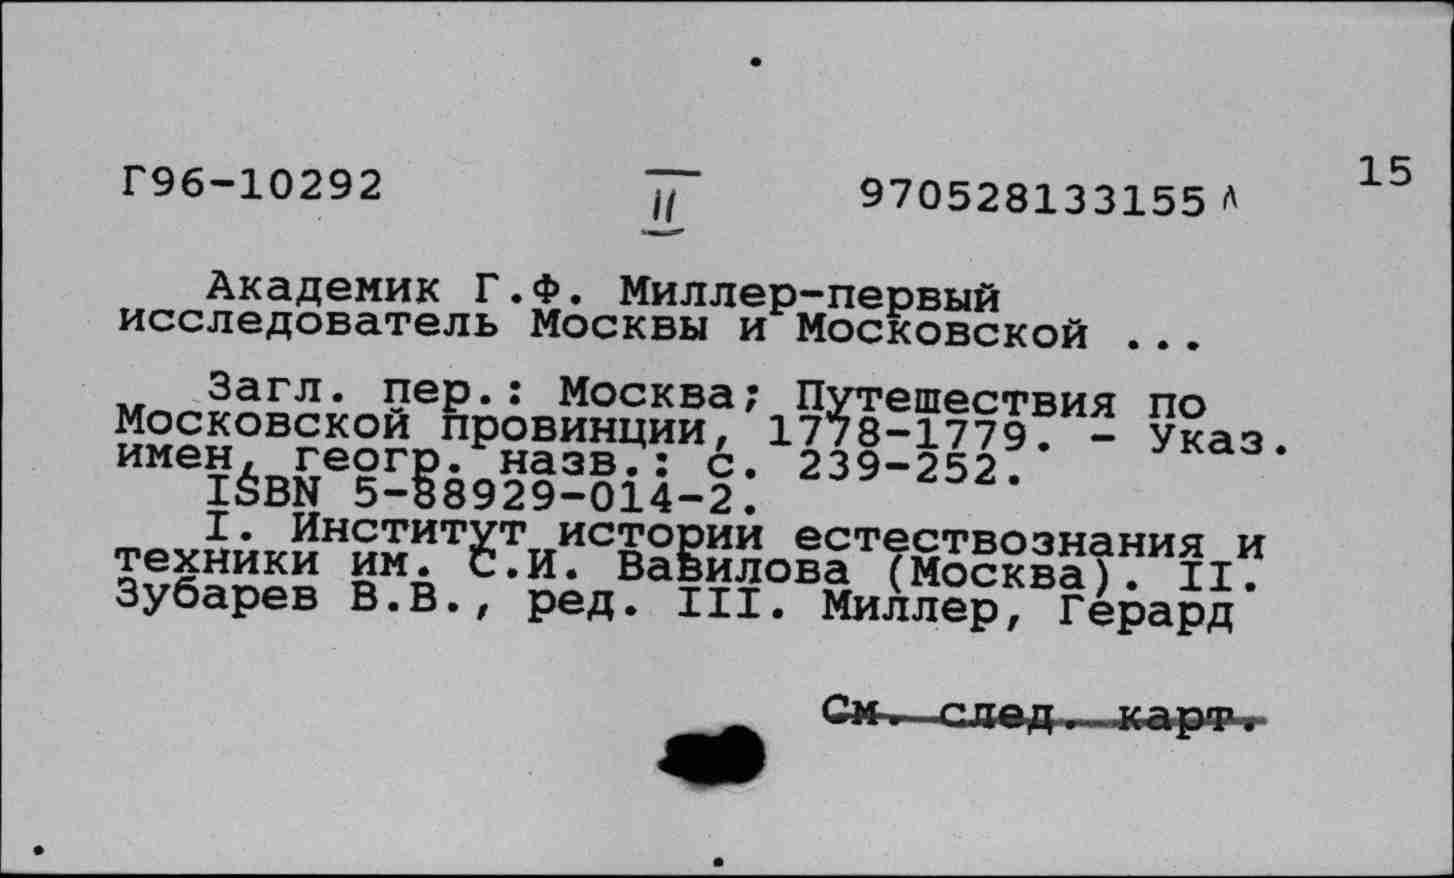 15
Г96-10292 II 970528133155 л
Академик Г.Ф. Миллер-первый
исследователь Москвы и Московской ...
Загл. пер.: Москва; Путешествия по
Московской провинции, 1778-1779. - Указ.
имен, геогр. назв.: с. 239-252.
ISBN 5-88929-014-2.
I. Институт истории естествознания и
техники им. С.И. Вавилова (Москва). II.
Зубарев В.В., ред. III. Миллер, Герард
См. след. карт.